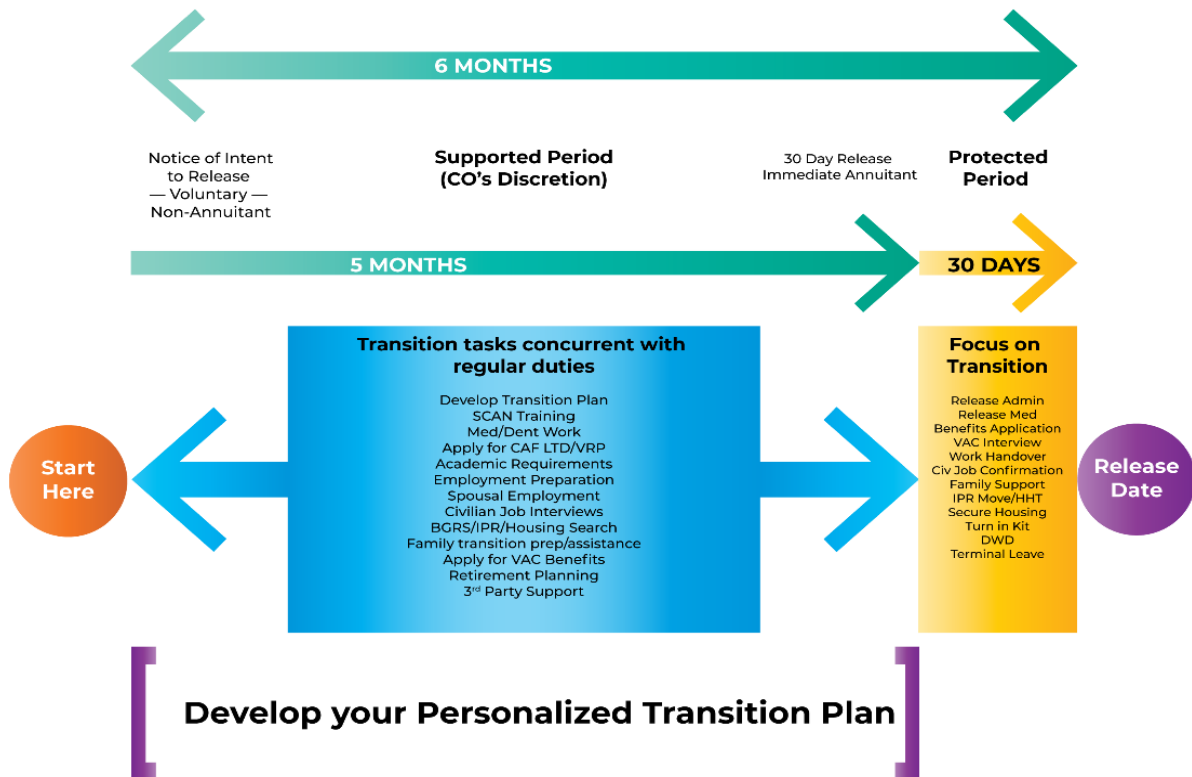 6 MONTHS
Notice of Intent
to Release
— Voluntary —
Non-Annuitant
Supported Period
(CO's Discretion)
30 Day Release
Immediate Annuitant
Protected
Period
5 MONTHS
30 DAYS
Start
Here
Transition tasks concurrent with
regular duties
Develop Transition Plan
SCAN Training
Med/Dent Work
Apply for CAF LTD/VRP
Academic Requirements
Employment Preparation
Spousal Employment
Civilian Job Interviews
BGRS/IPR/Housing Search
Family transition prep/assistance
Apply for VAC Benefits
Retirement Planning
3rd Party Support
Focus on
Transition
Release Admin
Release Med
Benefits Application
VAC Interview
Work Handover
Civ Job Confirmation
Family Support
IPR Move/HHT
Secure Housing
Turn in Kit
DWD
Terminal Leave
Release
Date
Develop your Personalized Transition Plan